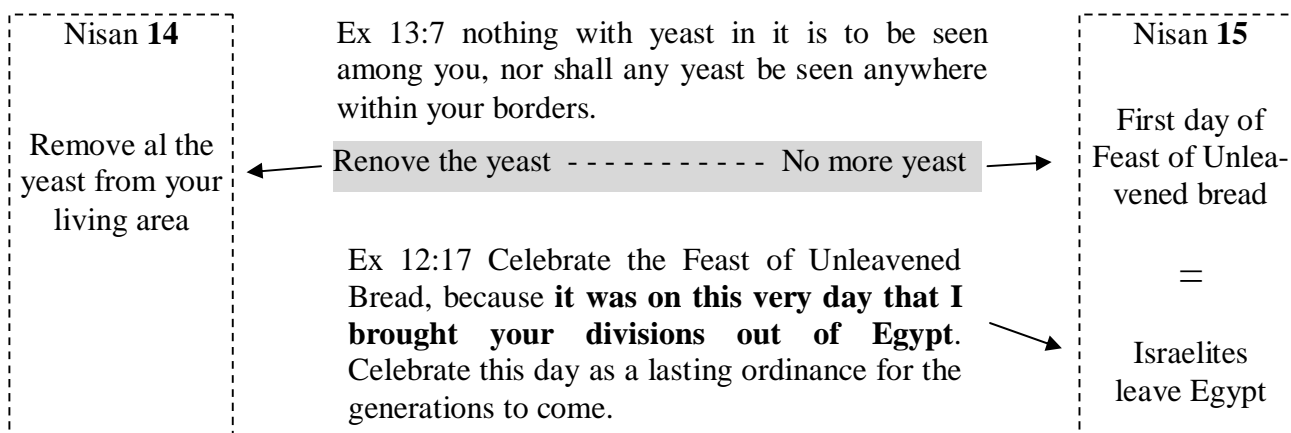 Nisan 14
Remove al the
yeast from your
living area
Ex 13:7 nothing with yeast in it is to be seen
among you, nor shall any yeast be seen anywhere
within your borders.
Renove the yeast - - - - - - - - - - - No more yeast
Ex 12:17 Celebrate the Feast of Unleavened
Bread, because it was on this very day that I
brought your divisions out of Egypt.
Celebrate this day as a lasting ordinance for the
generations to come.
Nisan 15
First day of
Feast of Unlea-
vened bread
=
Israelites
leave Egypt